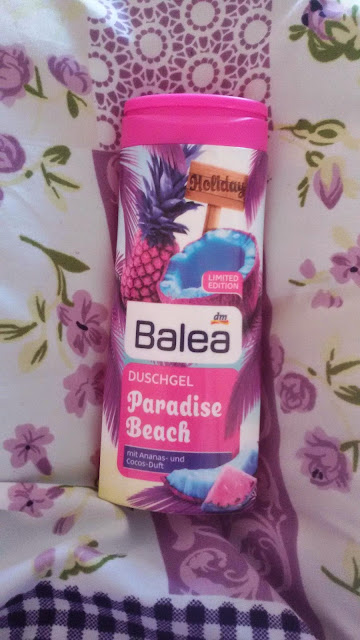 Holiday
LIMITED
EDITION
dm
Balea
DUSCHGEL
Paradise
Beach
mit Ananas- und
Cocos-Duft